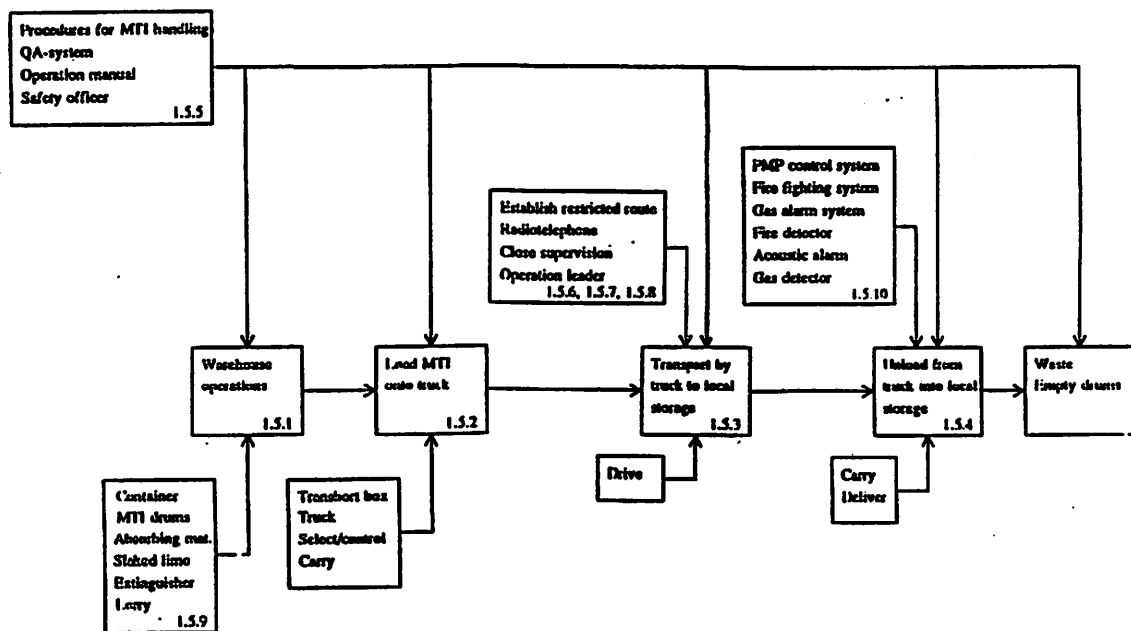 Procedures for MTI handling
QA-system
Operation manual
Safety officer
1.5.5
PMP control system
Fire fighting system
Gas alarm system
Fire detector
Acoustic alarm
Gas detector
1.5.10
Establish restricted route
Radiotelephone
Close supervision
Operation leader
1.5.6, 1.5.7, 1.5.8
Warehouse
operations
1.5.1
Load MTI
onto truck
1.5.2
Transport by
truck to local
storage
1.5.3
Unload from
truck into local
storage
1.5.4
Waste
Empty drums
Container
MTI drums
Absorbing mat.
Slaked lime
Extinguisher
Lorry
1.5.9
Transport box
Truck
Select/control
Carry
Drive
Carry
Deliver